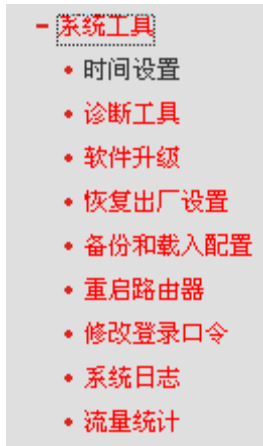 − 系统工具
• 时间设置
• 诊断工具
• 软件升级
• 恢复出厂设置
• 备份和载入配置
• 重启路由器
• 修改登录口令
• 系统日志
• 流量统计